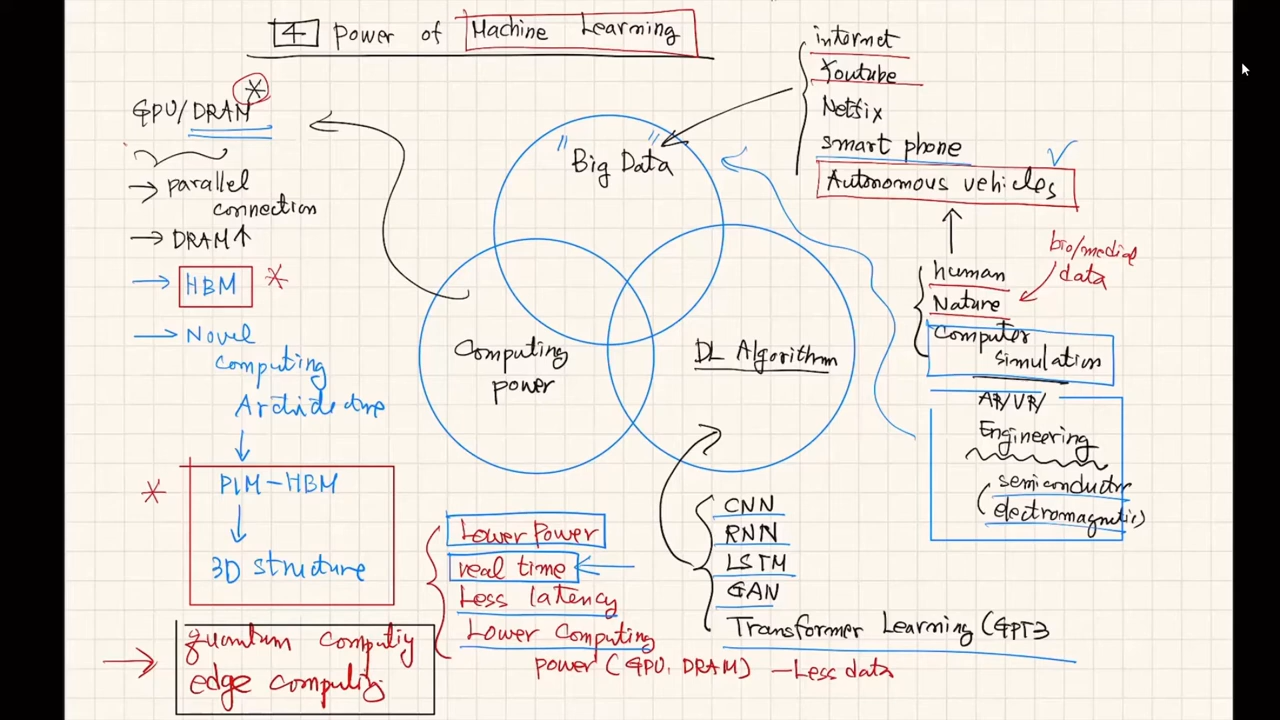 4 Power of Machine Learning
GPU/DRAM *
→ parallel
connection
→ DRAM ↑
→ HBM *
→ Novel
computing
Architecture
↓
* PIM-HBM
↓
3D structure
→ quantum computing
edge computing
"Big Data"
Computing
power
DL Algorithm
internet
Youtube
Netflix
smart phone
Autonomous vehicles
bio/medial
data
human
Nature
Computer
simulation
AR/VR/
Engineering
semiconductor
electromagnetic)
Lower Power
real time
Less latency
Lower Computing
power (GPU, DRAM) - Less data
CNN
RNN
LSTM
GAN
Transformer Learning (GPT3